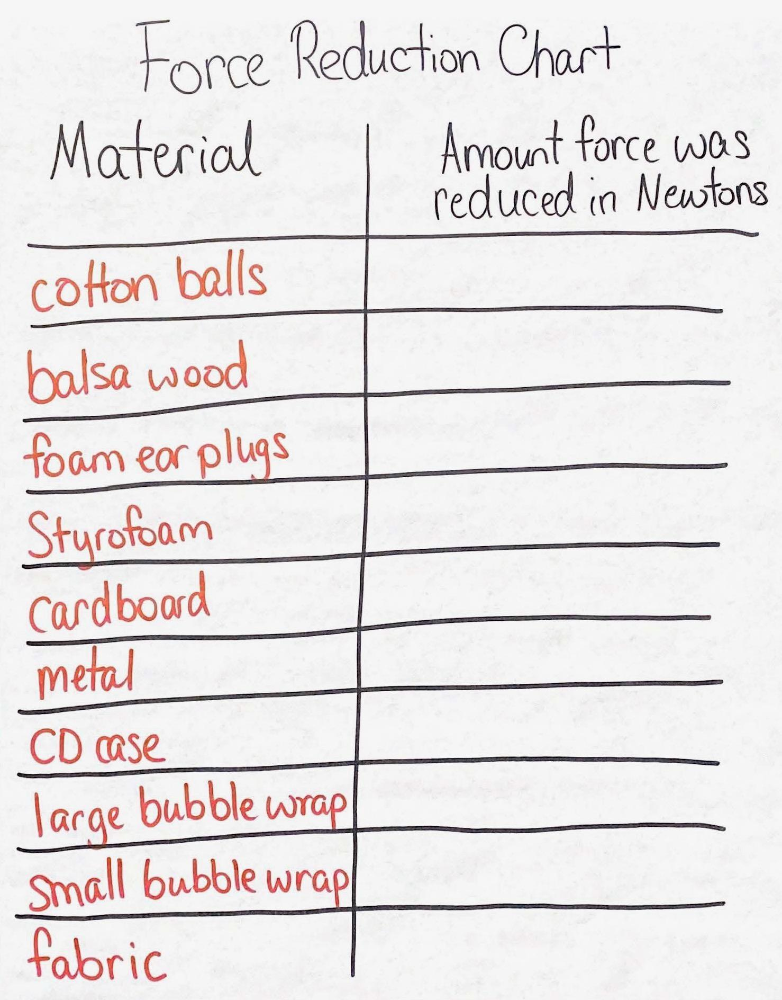 Force Reduction Chart
Material
Amount force was
reduced in Newtons
cotton balls
balsa wood
foam ear plugs
Styrofoam
cardboard
metal
CD case
large bubble wrap
small bubble wrap
fabric